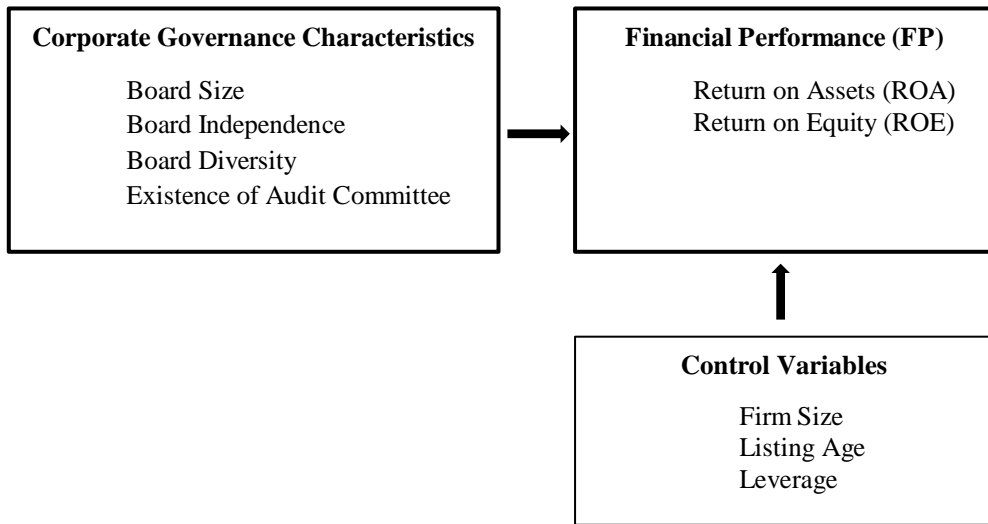 Corporate Governance Characteristics
Board Size
Board Independence
Board Diversity
Existence of Audit Committee
Financial Performance (FP)
Return on Assets (ROA)
Return on Equity (ROE)
Control Variables
Firm Size
Listing Age
Leverage